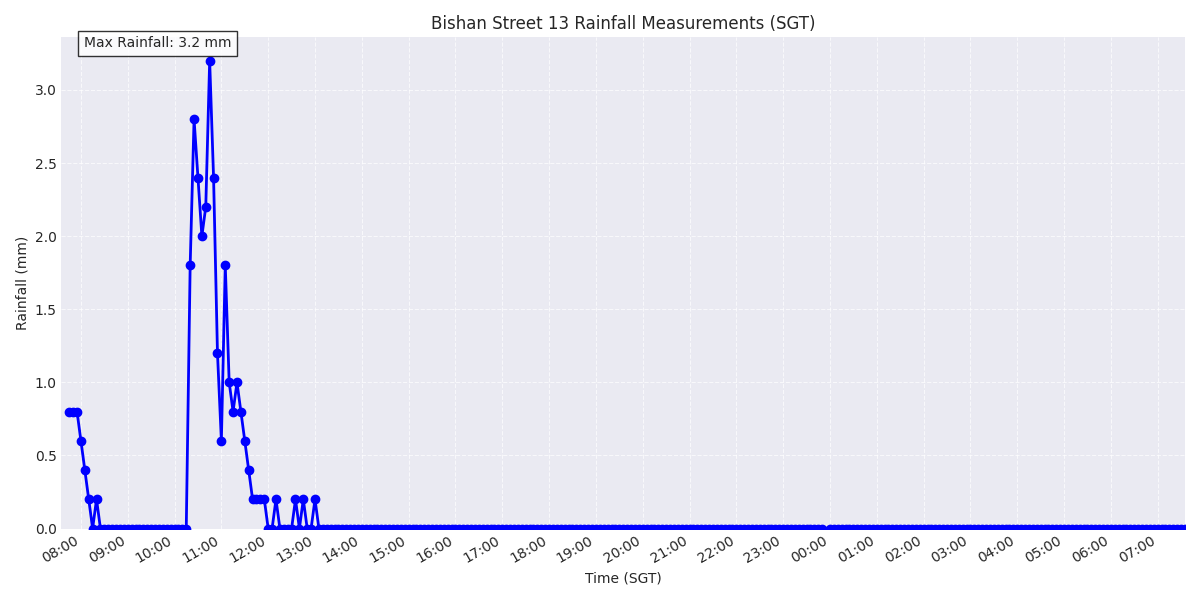 Bishan Street 13 Rainfall Measurements (SGT)
Max Rainfall: 3.2 mm
3.0
2.5
2.0
1.5
1.0
0.5
0.0
Rainfall (mm)
08:00 09:00 10:00 11:00 12:00 13:00 14:00 15:00 16:00 17:00 18:00 19:00 20:00 21:00 22:00 23:00 00:00 01:00 02:00 03:00 04:00 05:00 06:00 07:00
Time (SGT)